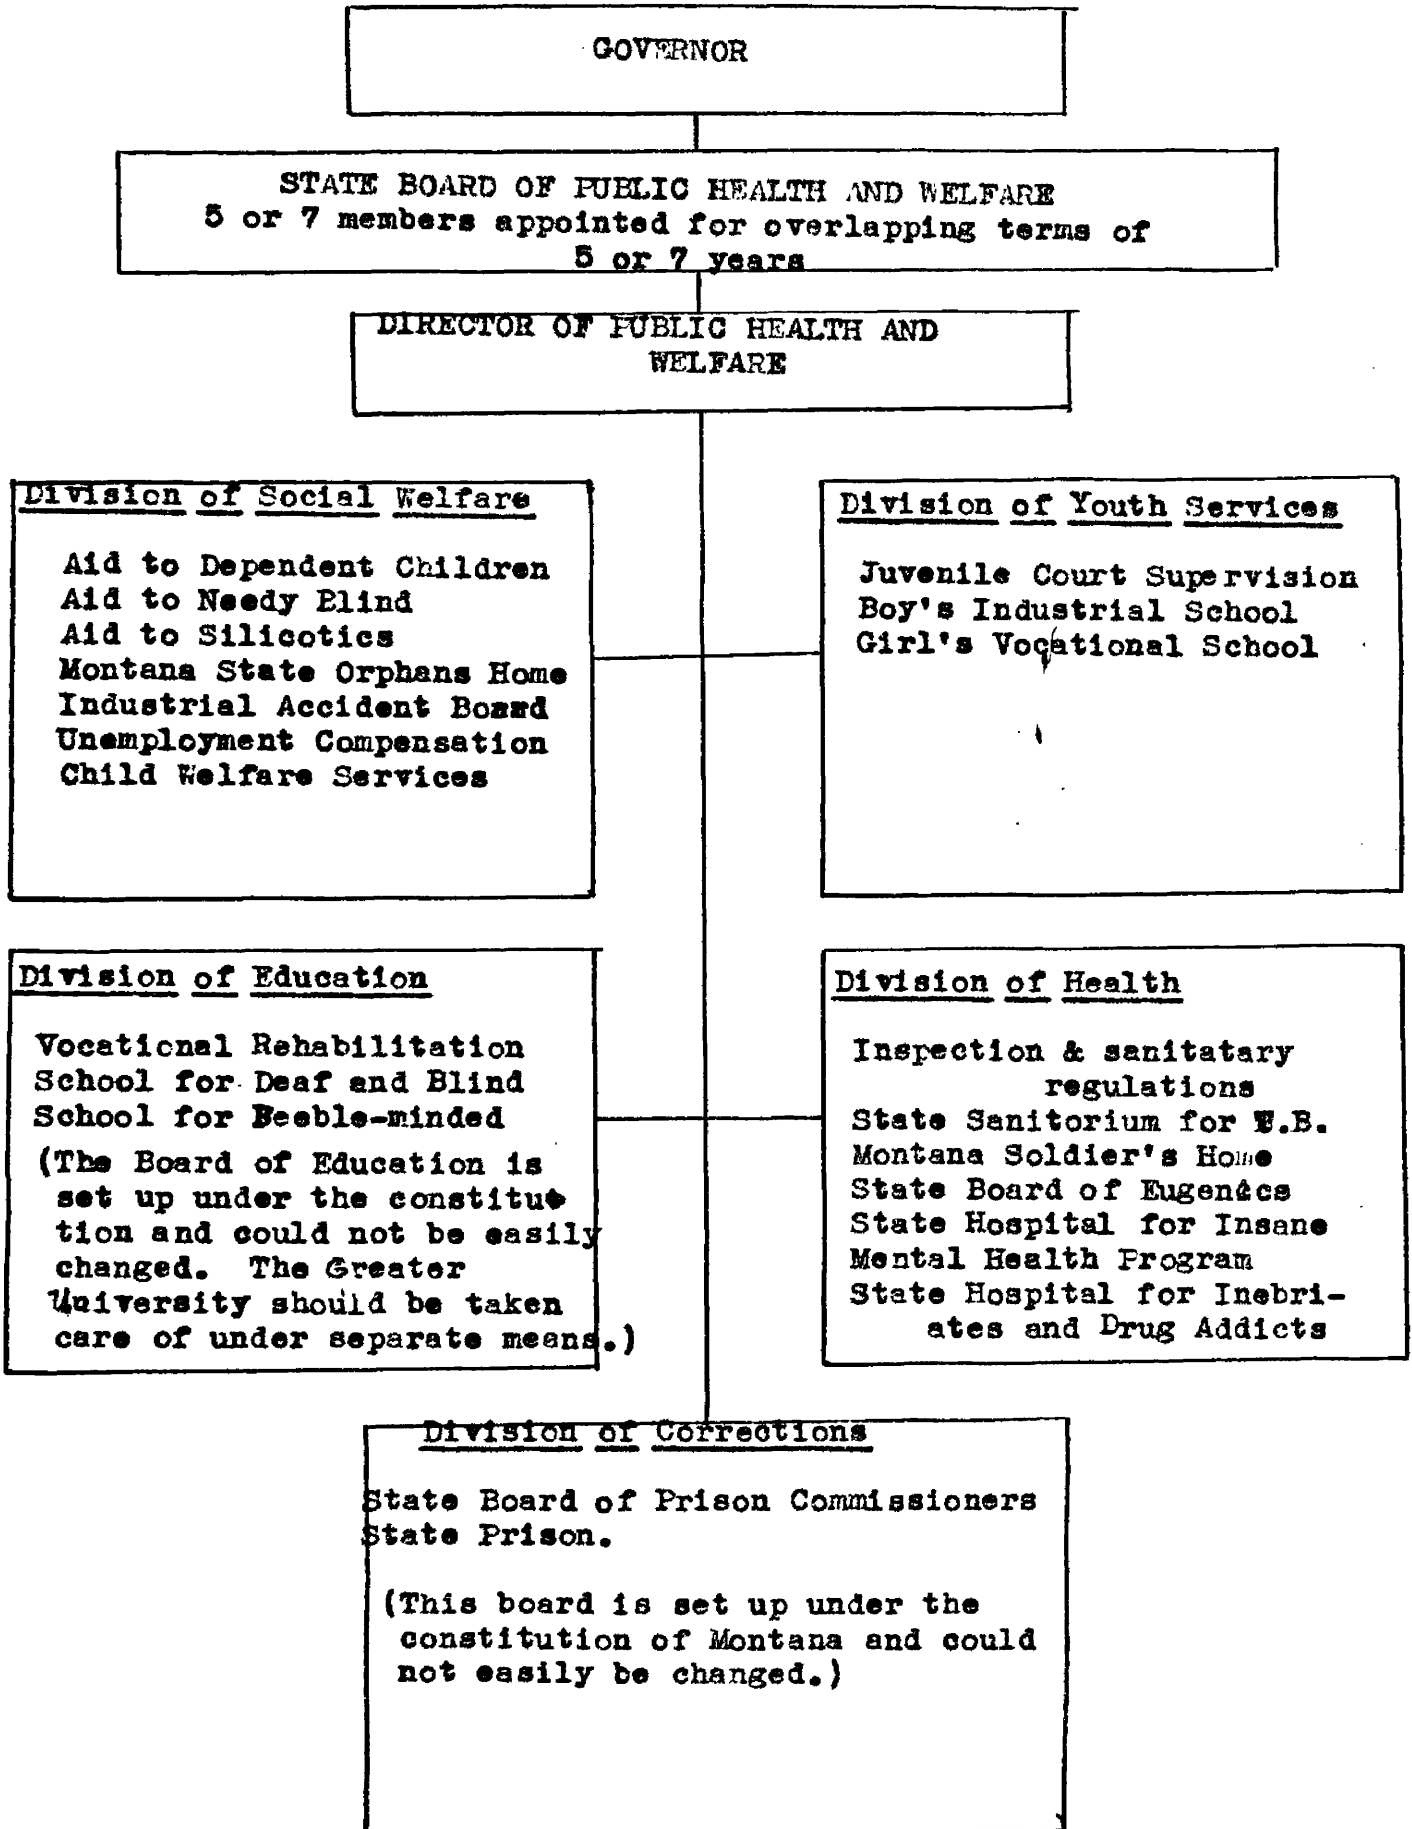 GOVERNOR
STATE BOARD OF PUBLIC HEALTH AND WELFARE
5 or 7 members appointed for overlapping terms of
5 or 7 years
DIRECTOR OF PUBLIC HEALTH AND
WELFARE
Division of Social Welfare
Aid to Dependent Children
Aid to Needy Blind
Aid to Silicotics
Montana State Orphans Home
Industrial Accident Board
Unemployment Compensation
Child Welfare Services
Division of Youth Services
Juvenile Court Supervision
Boy's Industrial School
Girl's Vocational School
Division of Education
Vocational Rehabilitation
School for Deaf and Blind
School for Beeble-minded
(The Board of Education is
set up under the constitut
tion and could not be easily
changed. The Greater
University should be taken
care of under separate means.)
Division of Health
Inspection & sanitatary
regulations
State Sanitorium for T.B.
Montana Soldier's Home
State Board of Eugenics
State Hospital for Insane
Mental Health Program
State Hospital for Inebri-
ates and Drug Addicts
Division of Corrections
State Board of Prison Commissioners
State Prison.
(This board is set up under the
constitution of Montana and could
not easily be changed.)